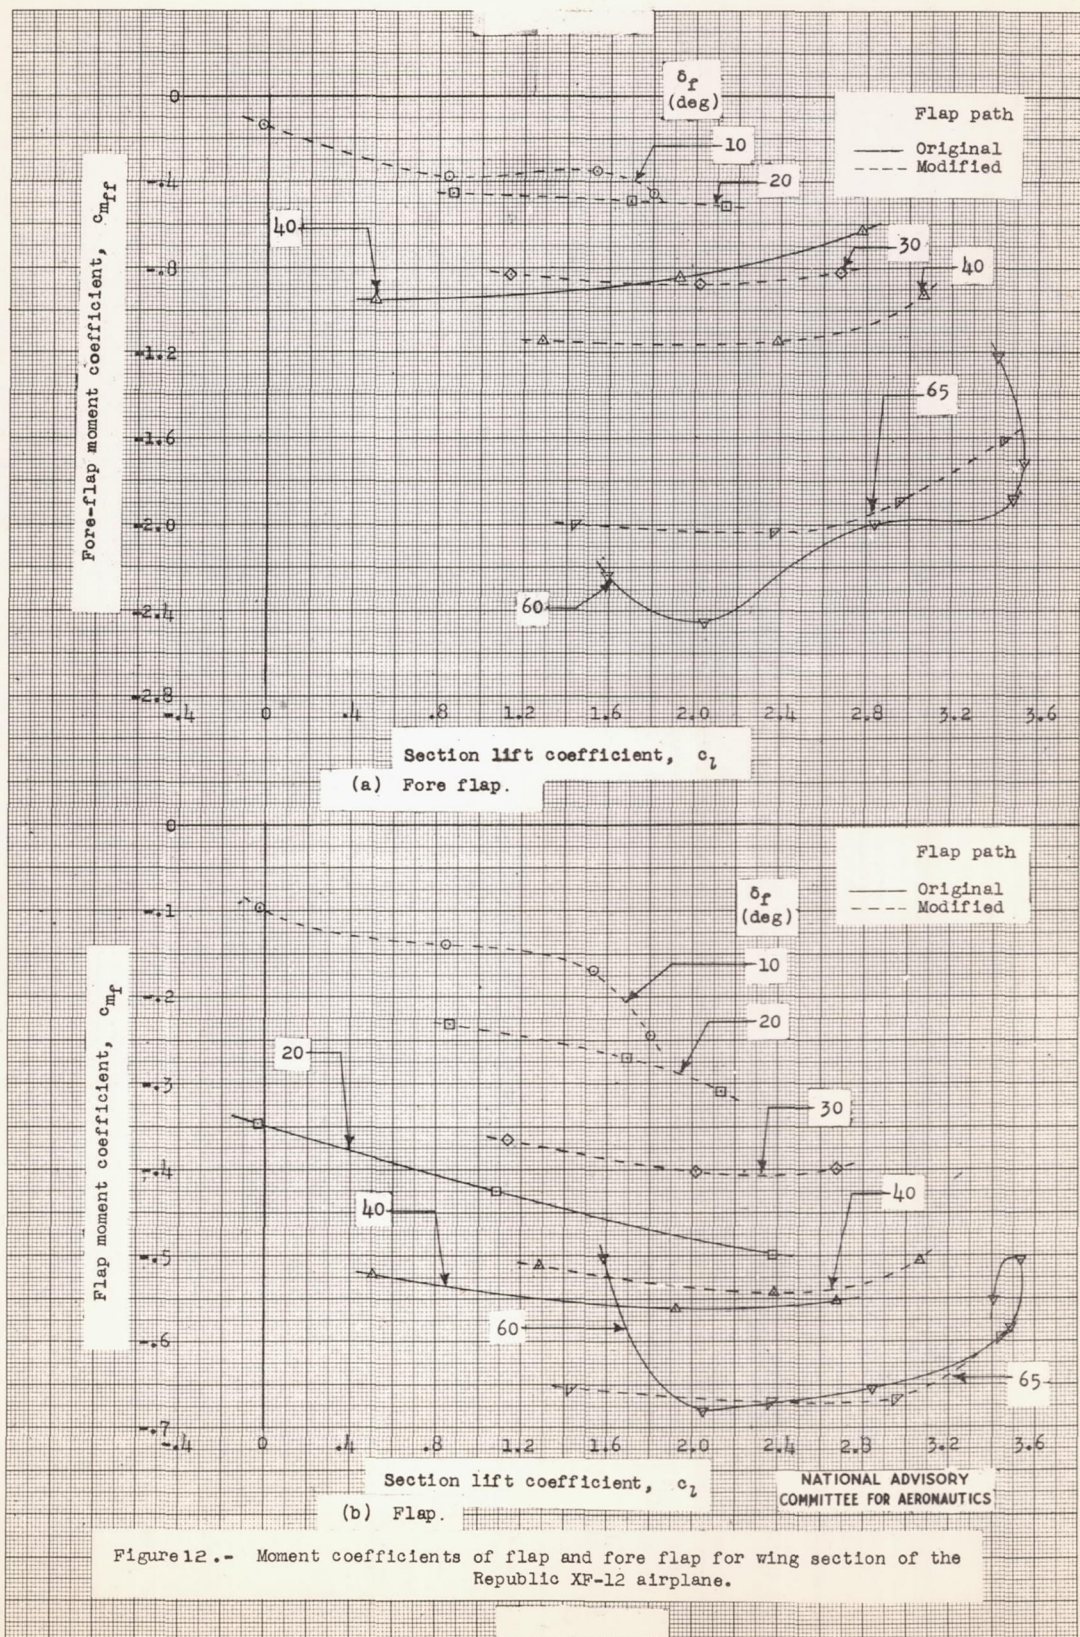 δf
(deg)
Flap path
Original
Modified
0
-.4
-.8
-1.2
-1.6
-2.0
-2.4
-2.8
10
20
40
30
40
65
60
Fore-flap moment coefficient, cmff
-.4 0 .4 .8 1.2 1.6 2.0 2.4 2.8 3.2 3.6
Section lift coefficient, cl
(a) Fore flap.
0
-.1
-.2
-.3
-.4
-.5
-.6
-.7
Flap path
Original
Modified
δf
(deg)
10
20
20
30
40
40
60
65
Flap moment coefficient, cmf
-.4 0 .4 .8 1.2 1.6 2.0 2.4 2.8 3.2 3.6
Section lift coefficient, cl
(b) Flap.
NATIONAL ADVISORY
COMMITTEE FOR AERONAUTICS
Figure 12.- Moment coefficients of flap and fore flap for wing section of the
Republic XF-12 airplane.